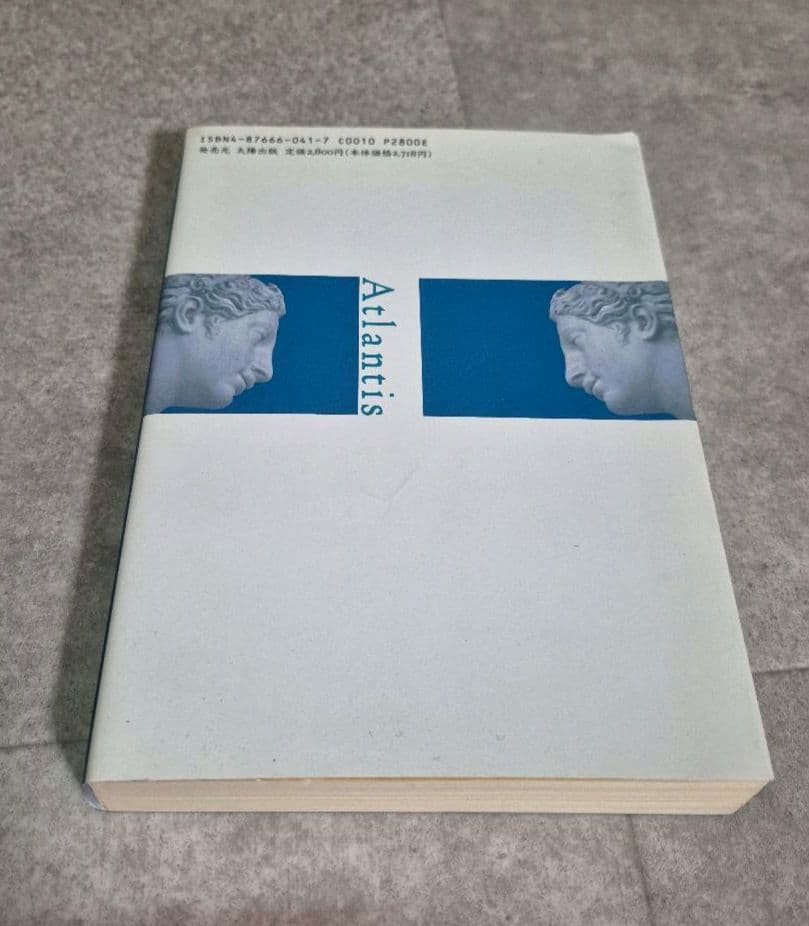 ISBN4-87666-041-7 C0010 P2800E
発売元 太陽出版 定価2,800円(本体価格2,718円)
Atlantis